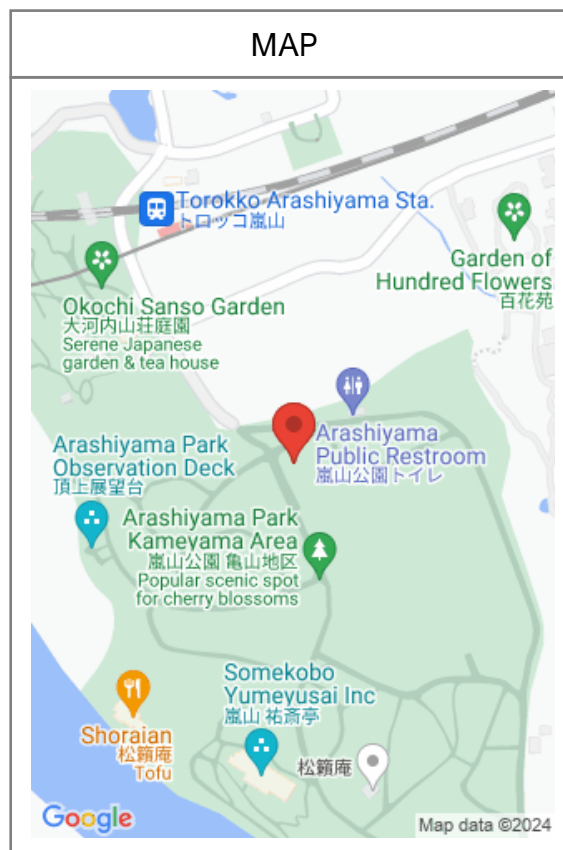 MAP
Torokko Arashiyama Sta.
トロッコ嵐山
Garden of
Hundred Flowers
百花苑
Okochi Sanso Garden
大河内山荘庭園
Serene Japanese
garden & tea house
Arashiyama
Public Restroom
嵐山公園トイレ
Arashiyama Park
Observation Deck
頂上展望台
Arashiyama Park
Kameyama Area
嵐山公園 亀山地区
Popular scenic spot
for cherry blossoms
Somekobo
Yumeyusai Inc
嵐山 祐斎亭
Shoraian
松籟庵
Tofu
松籟庵
Google
Map data ©2024